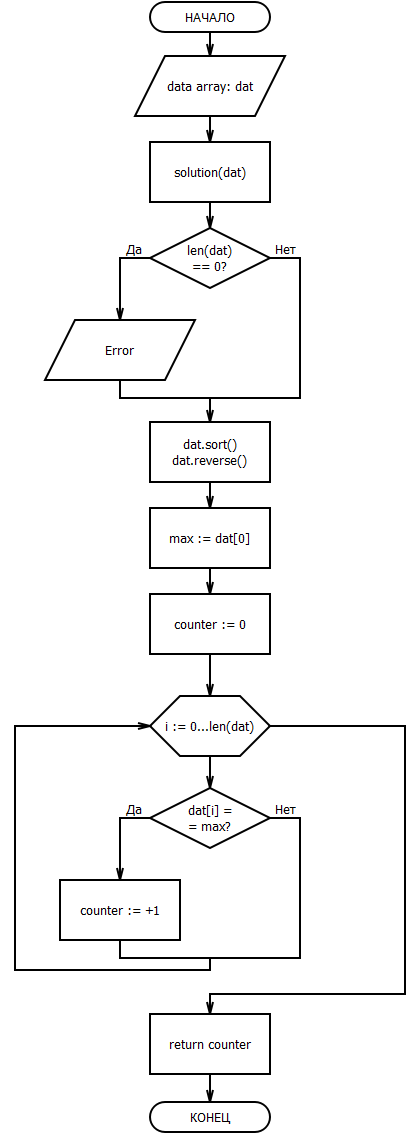 НАЧАЛО
data array: dat
solution(dat)
len(dat)
== 0?
Да
Нет
Error
dat.sort()
dat.reverse()
max := dat[0]
counter := 0
i := 0...len(dat)
dat[i] =
= max?
Да
Нет
counter := +1
return counter
КОНЕЦ